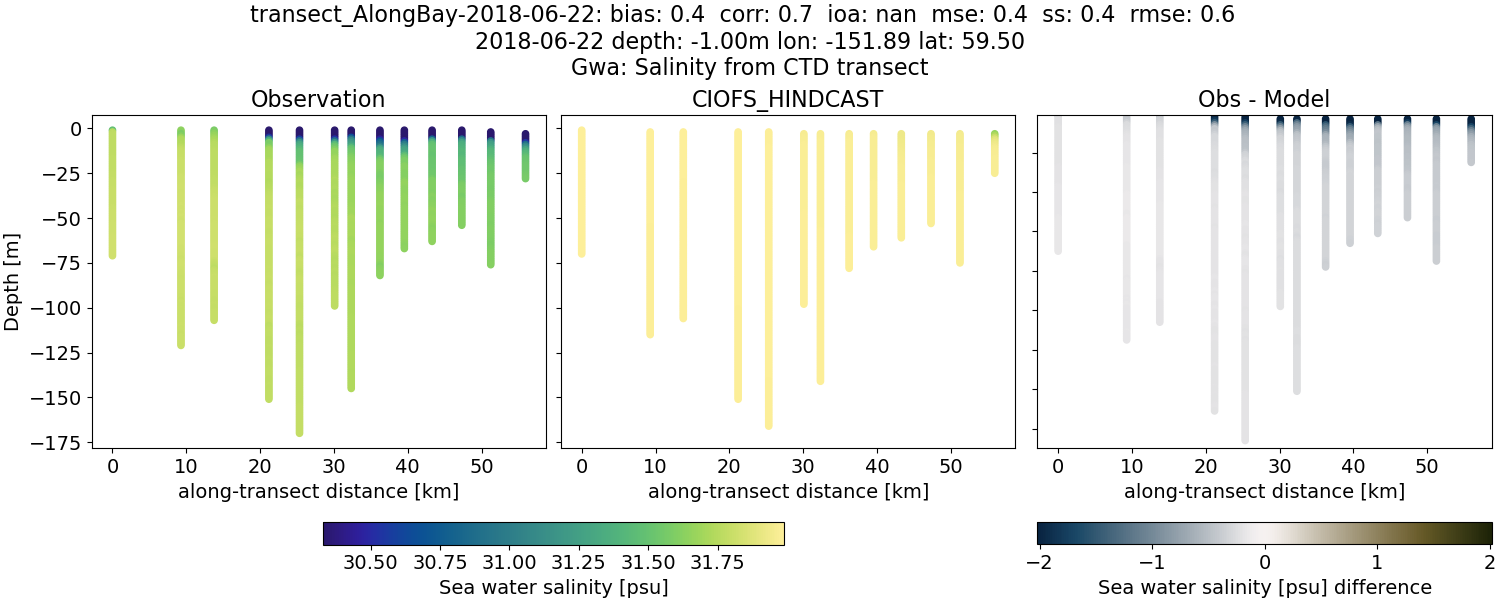 transect_AlongBay-2018-06-22: bias: 0.4  corr: 0.7  ioa: nan  mse: 0.4  ss: 0.4  rmse: 0.6
2018-06-22 depth: -1.00m lon: -151.89 lat: 59.50
Gwa: Salinity from CTD transect
Observation
CIOFS_HINDCAST
Obs - Model
Depth [m]
0
−25
−50
−75
−100
−125
−150
−175
0 10 20 30 40 50
0 10 20 30 40 50
0 10 20 30 40 50
along-transect distance [km]
along-transect distance [km]
along-transect distance [km]
30.50 30.75 31.00 31.25 31.50 31.75
Sea water salinity [psu]
−2 −1 0 1 2
Sea water salinity [psu] difference